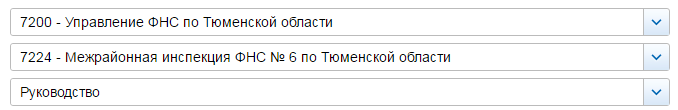 7200 - Управление ФНС по Тюменской области
7224 - Межрайонная инспекция ФНС № 6 по Тюменской области
Руководство